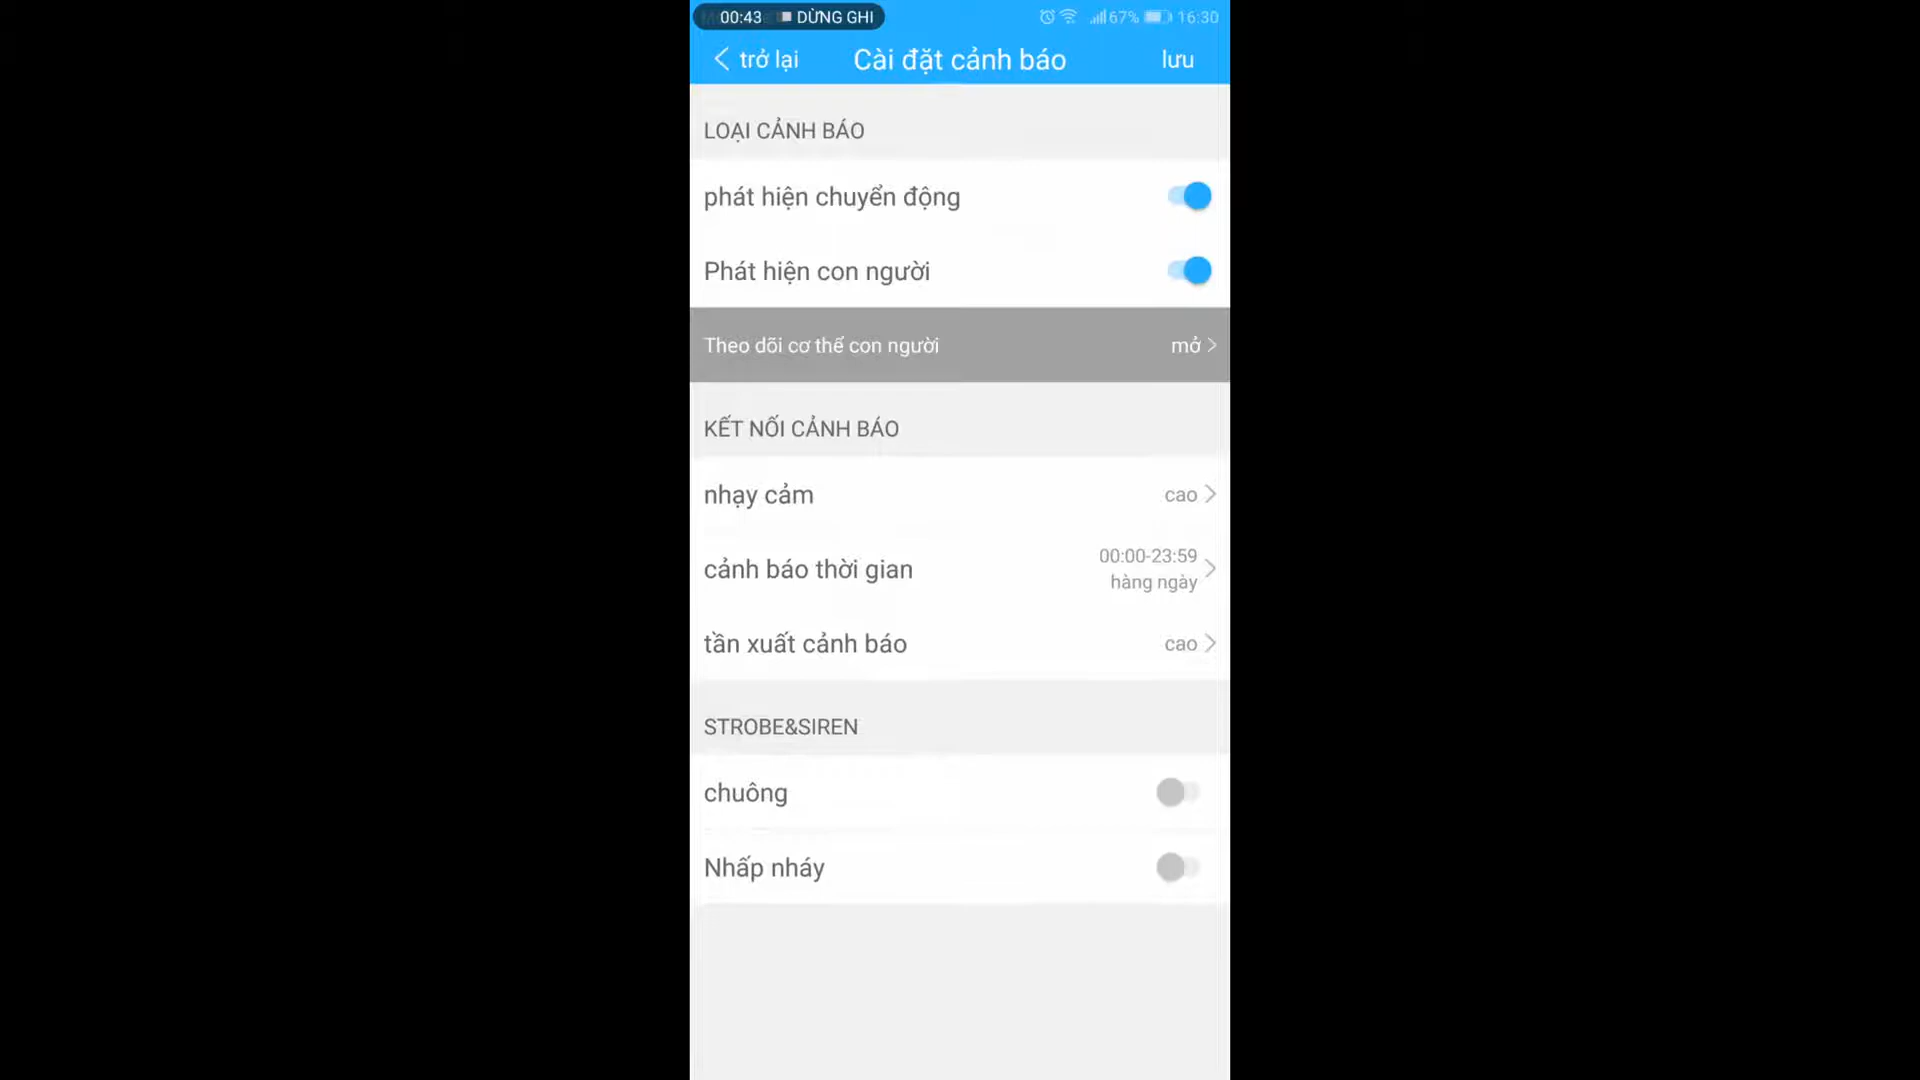 00:43 DỪNG GHI 67% 16:30
trở lại Cài đặt cảnh báo lưu
LOẠI CẢNH BÁO
phát hiện chuyển động
Phát hiện con người
Theo dõi cơ thể con người mở
KẾT NỐI CẢNH BÁO
nhạy cảm cao
cảnh báo thời gian 00:00-23:59
hàng ngày
tần xuất cảnh báo cao
STROBE&SIREN
chuông
Nhấp nháy